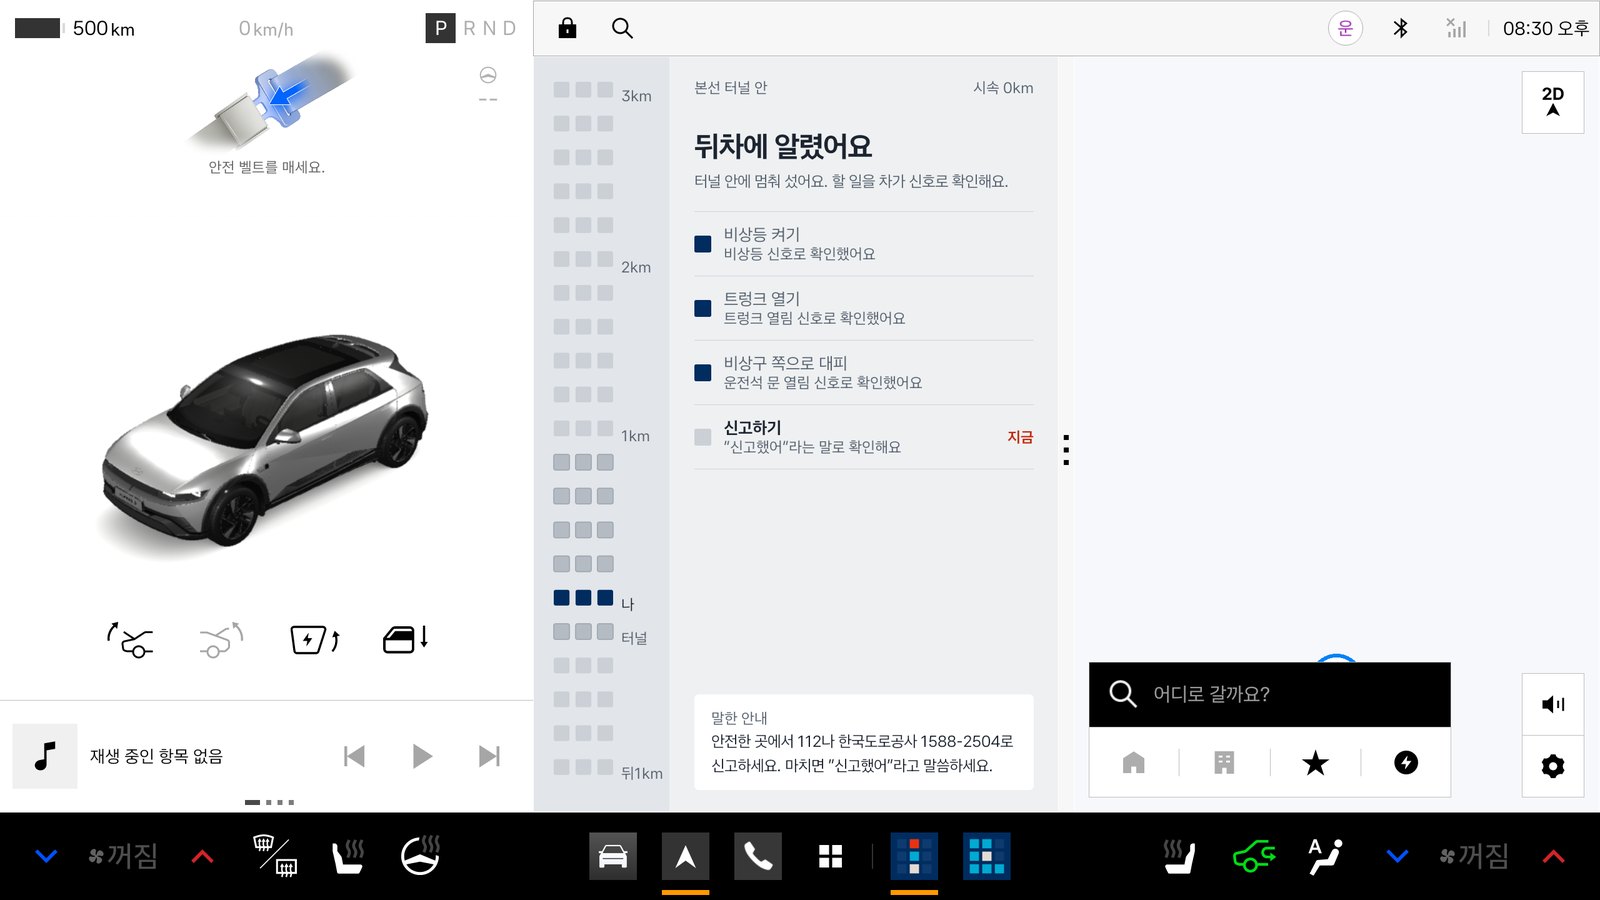 500 km
0 km/h
P R N D
안전 벨트를 매세요.
재생 중인 항목 없음
운
08:30 오후
3km
2km
1km
나
터널
뒤1km
본선 터널 안
시속 0km
뒤차에 알렸어요
터널 안에 멈춰 섰어요. 할 일을 차가 신호로 확인해요.
비상등 켜기
비상등 신호로 확인했어요
트렁크 열기
트렁크 열림 신호로 확인했어요
비상구 쪽으로 대피
운전석 문 열림 신호로 확인했어요
신고하기
"신고했어"라는 말로 확인해요
지금
말한 안내
안전한 곳에서 112나 한국도로공사 1588-2504로
신고하세요. 마치면 "신고했어"라고 말씀하세요.
2D
어디로 갈까요?
꺼짐
A
꺼짐